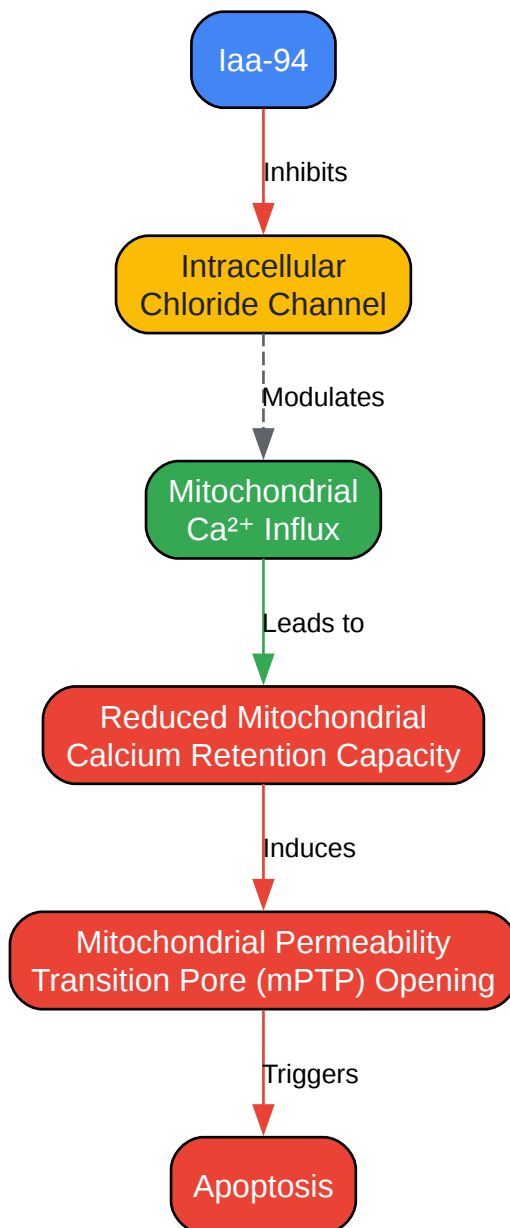 Iaa-94
Inhibits
Intracellular
Chloride Channel
Modulates
Mitochondrial
Ca²⁺ Influx
Leads to
Reduced Mitochondrial
Calcium Retention Capacity
Induces
Mitochondrial Permeability
Transition Pore (mPTP) Opening
Triggers
Apoptosis